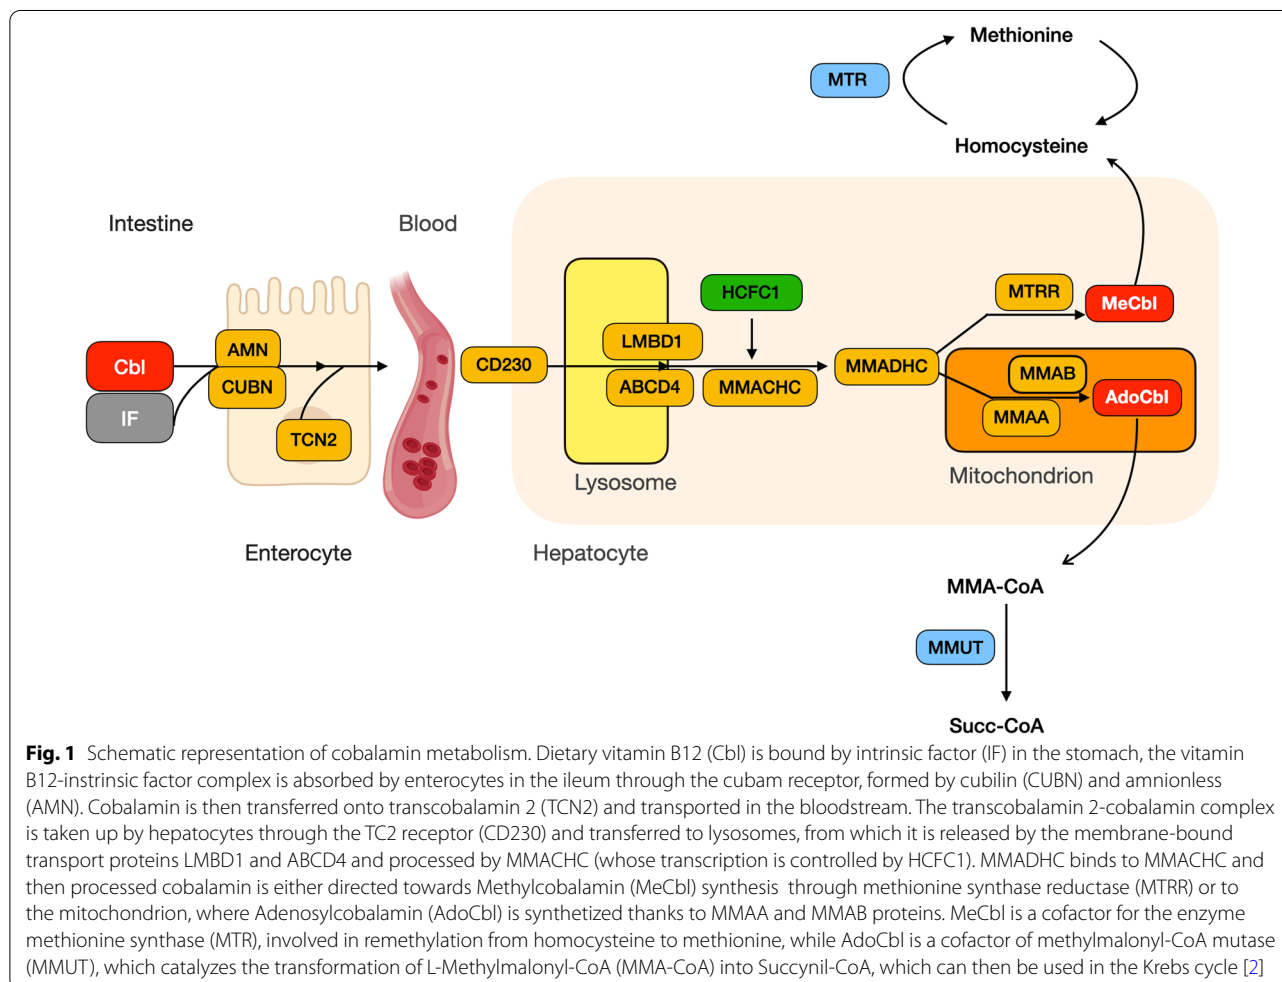 Methionine
MTR
Homocysteine
Intestine
Blood
HCFC1
MTRR
MeCbl
LMBD1
AMN
Cbl
CD230
MMADHC
MMAB
CUBN
ABCD4
MMACHC
AdoCbl
IF
MMAA
TCN2
Lysosome
Mitochondrion
Enterocyte
Hepatocyte
MMA-CoA
MMUT
Succ-CoA
Fig. 1 Schematic representation of cobalamin metabolism. Dietary vitamin B12 (Cbl) is bound by intrinsic factor (IF) in the stomach, the vitamin
B12-instrinsic factor complex is absorbed by enterocytes in the ileum through the cubam receptor, formed by cubilin (CUBN) and amnionless
(AMN). Cobalamin is then transferred onto transcobalamin 2 (TCN2) and transported in the bloodstream. The transcobalamin 2-cobalamin complex
is taken up by hepatocytes through the TC2 receptor (CD230) and transferred to lysosomes, from which it is released by the membrane-bound
transport proteins LMBD1 and ABCD4 and processed by MMACHC (whose transcription is controlled by HCFC1). MMADHC binds to MMACHC and
then processed cobalamin is either directed towards Methylcobalamin (MeCbl) synthesis through methionine synthase reductase (MTRR) or to
the mitochondrion, where Adenosylcobalamin (AdoCbl) is synthetized thanks to MMAA and MMAB proteins. MeCbl is a cofactor for the enzyme
methionine synthase (MTR), involved in remethylation from homocysteine to methionine, while AdoCbl is a cofactor of methylmalonyl-CoA mutase
(MMUT), which catalyzes the transformation of L-Methylmalonyl-CoA (MMA-CoA) into Succynil-CoA, which can then be used in the Krebs cycle [2]